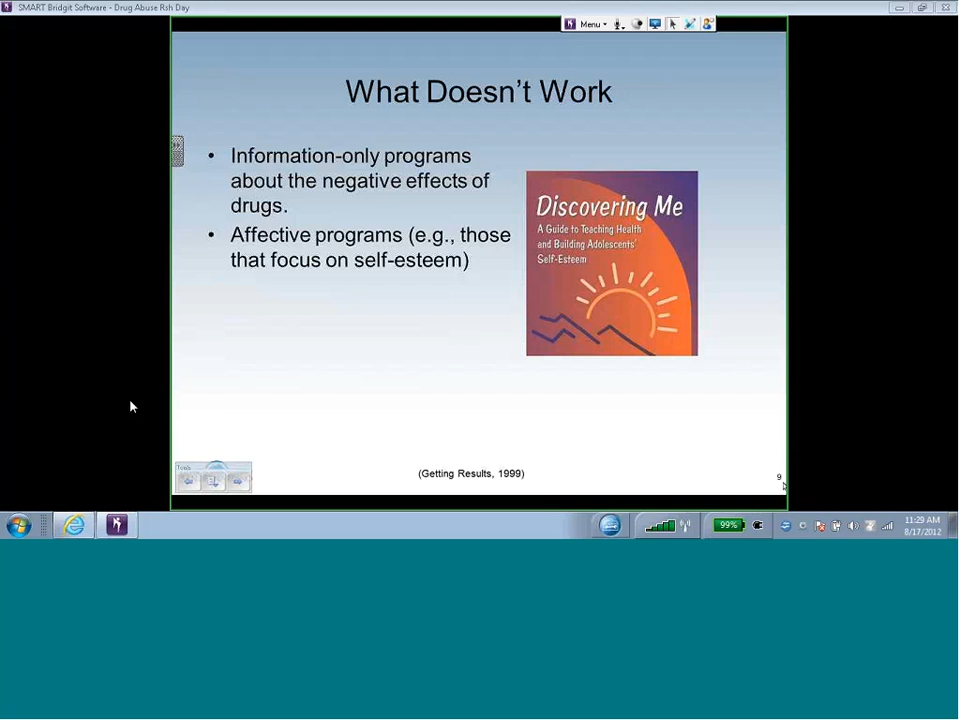 SMART Bridgit Software - Drug Abuse Rsh Day
Menu
What Doesn't Work
• Information-only programs
about the negative effects of
drugs.
• Affective programs (e.g., those
that focus on self-esteem)
Discovering Me
A Guide to Teaching Health
and Building Adolescents'
Self-Esteem
Tools
(Getting Results, 1999)
9
99%
11:29 AM
8/17/2012